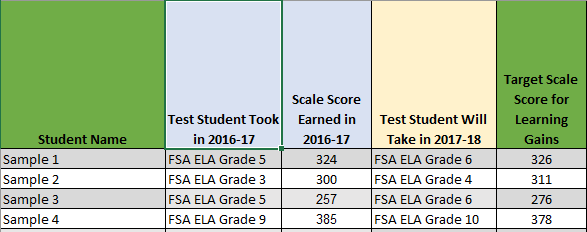 Student Name
Test Student Took
in 2016-17
Scale Score
Earned in
2016-17
Test Student Will
Take in 2017-18
Target Scale
Score for
Learning
Gains
Sample 1 FSA ELA Grade 5 324 FSA ELA Grade 6 326
Sample 2 FSA ELA Grade 3 300 FSA ELA Grade 4 311
Sample 3 FSA ELA Grade 5 257 FSA ELA Grade 6 276
Sample 4 FSA ELA Grade 9 385 FSA ELA Grade 10 378